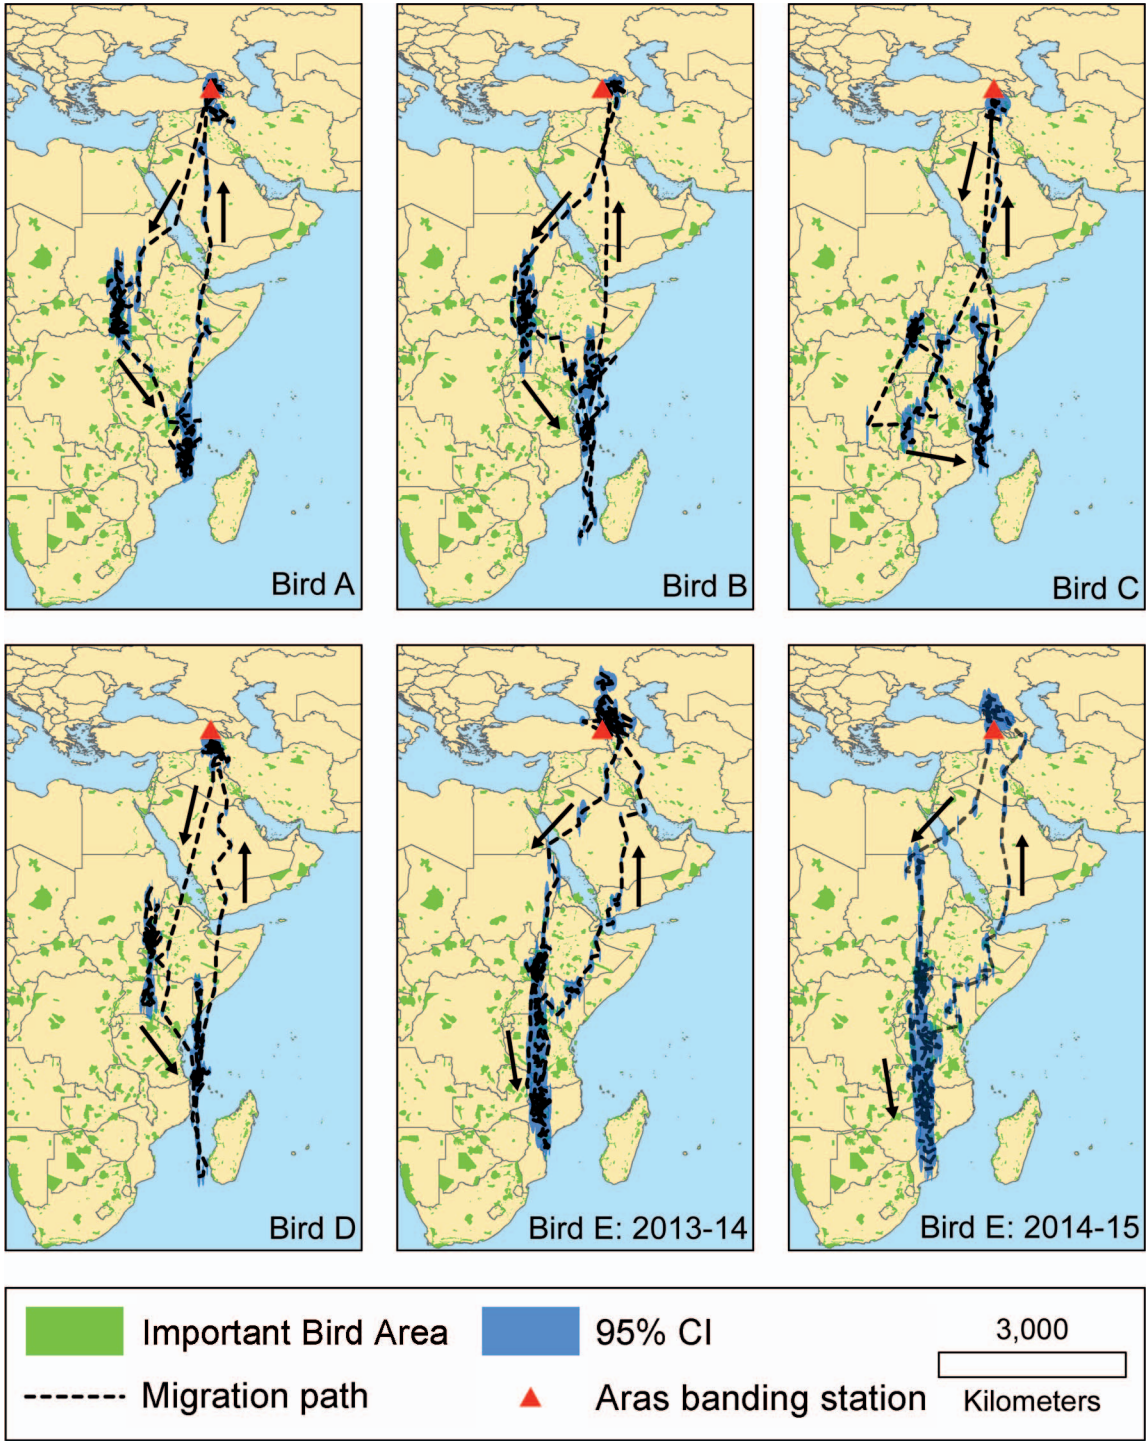 Bird A
Bird B
Bird C
Bird D
Bird E: 2013-14
Bird E: 2014-15
Important Bird Area
95% CI
3,000
Migration path
Aras banding station
Kilometers